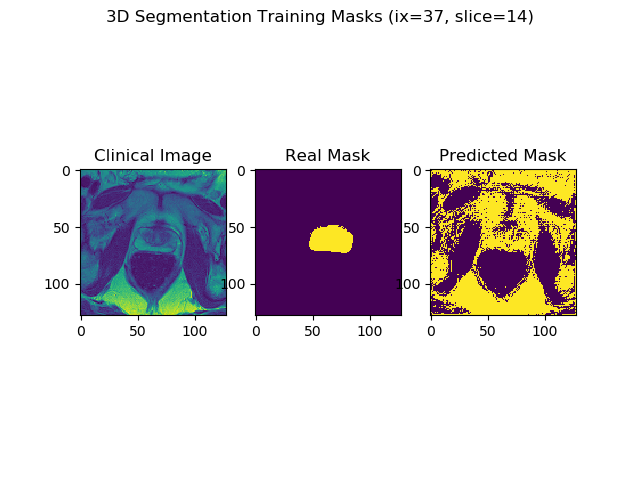 3D Segmentation Training Masks (ix=37, slice=14)
Clinical Image Real Mask Predicted Mask
0 0 0
50 50 50
100 100 100
0 50 100 0 50 100 0 50 100